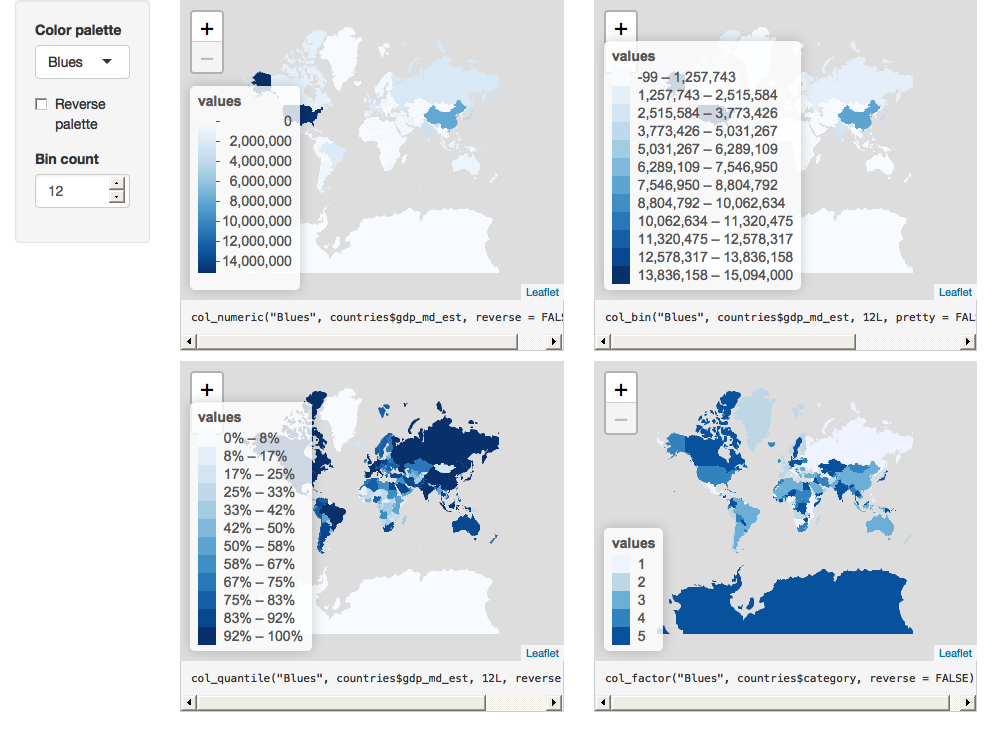 Color palette
Blues
Reverse
palette
Bin count
12
+
−
values
0
2,000,000
4,000,000
6,000,000
8,000,000
10,000,000
12,000,000
14,000,000
Leaflet
col_numeric("Blues", countries$gdp_md_est, reverse = FALS
+
values
-99 – 1,257,743
1,257,743 – 2,515,584
2,515,584 – 3,773,426
3,773,426 – 5,031,267
5,031,267 – 6,289,109
6,289,109 – 7,546,950
7,546,950 – 8,804,792
8,804,792 – 10,062,634
10,062,634 – 11,320,475
11,320,475 – 12,578,317
12,578,317 – 13,836,158
13,836,158 – 15,094,000
Leaflet
col_bin("Blues", countries$gdp_md_est, 12L, pretty = FAL
+
values
0% – 8%
8% – 17%
17% – 25%
25% – 33%
33% – 42%
42% – 50%
50% – 58%
58% – 67%
67% – 75%
75% – 83%
83% – 92%
92% – 100%
Leaflet
col_quantile("Blues", countries$gdp_md_est, 12L, reverse
+
−
values
1
2
3
4
5
Leaflet
col_factor("Blues", countries$category, reverse = FALSE)